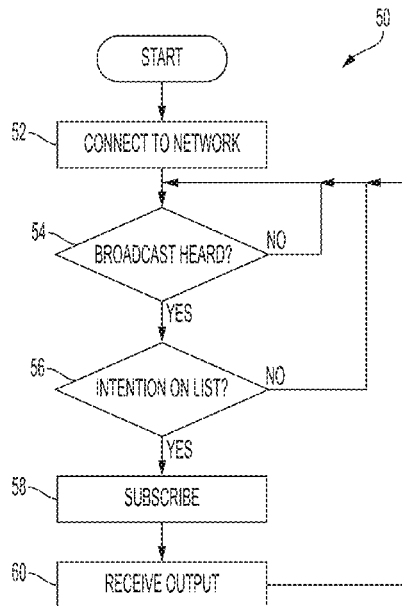 50
START
52
CONNECT TO NETWORK
54
BROADCAST HEARD?
NO
YES
56
INTENTION ON LIST?
NO
YES
58
SUBSCRIBE
60
RECEIVE OUTPUT